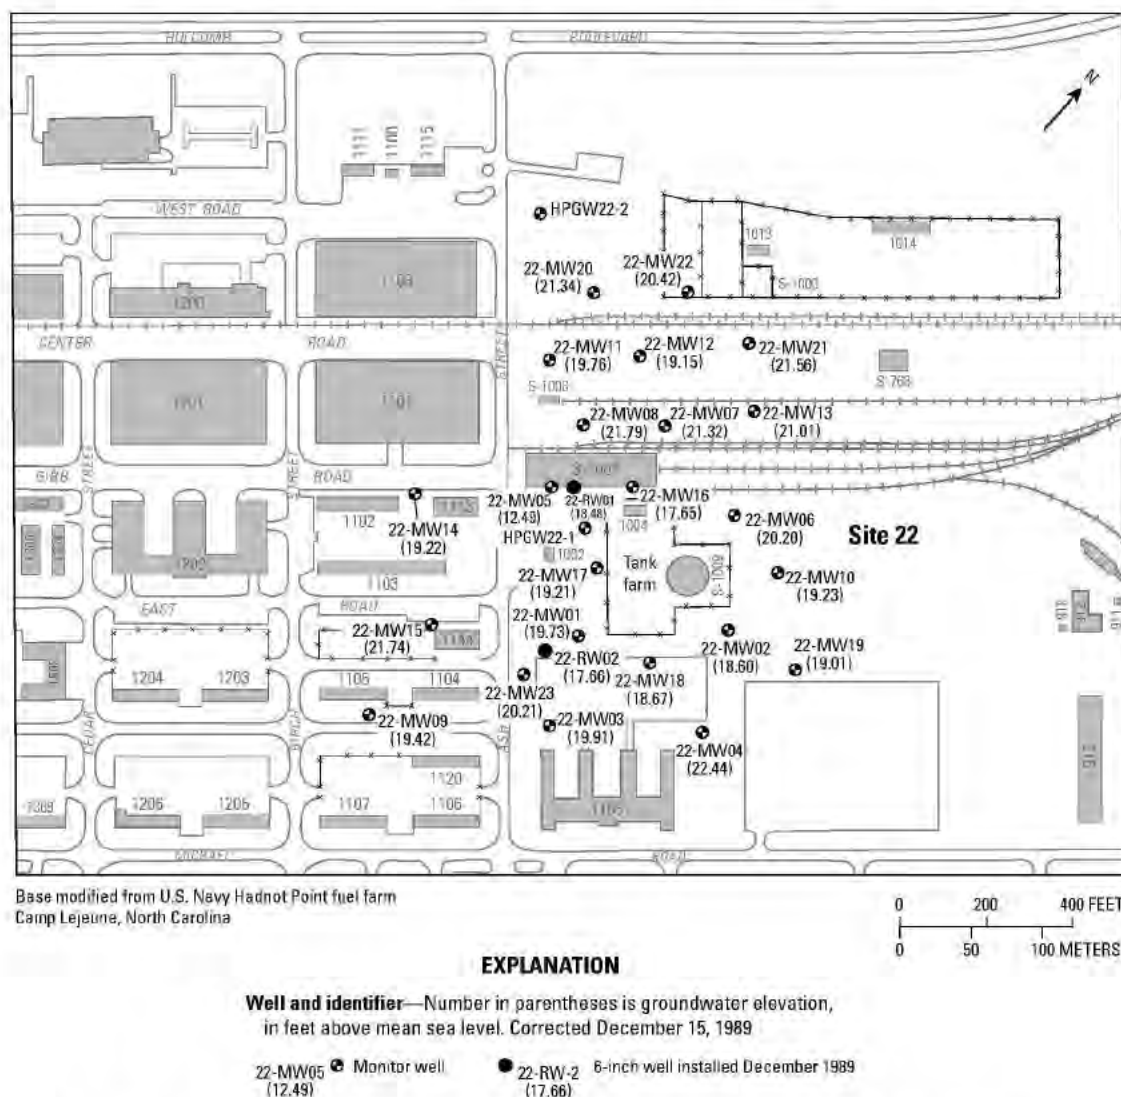 HOLCOMB BOULEVARD
N
1111
1100
1115
WEST ROAD
HPGW22-2
1013
1014
22-MW20
(21.34)
22-MW22
(20.42)
S-1000
1200
CENTER ROAD
STREET
22-MW11
(19.76)
22-MW12
(19.15)
22-MW21
(21.56)
S-768
1101
22-MW08
(21.79)
22-MW07
(21.32)
22-MW13
(21.01)
GIBB ROAD
STREET
STREET
22-MW05
(12.49)
22-RW01
(18.48)
22-MW16
(17.65)
1102
22-MW14
(19.22)
HPGW22-1
1004
22-MW06
(20.20)
Site 22
1202
1103
1002
Tank
farm
S-1009
22-MW17
(19.21)
22-MW10
(19.23)
EAST ROAD
22-MW15
(21.74)
22-MW01
(19.73)
22-RW02
(17.66)
22-MW18
(18.67)
22-MW02
(18.60)
22-MW19
(19.01)
1204
1203
1105
1104
22-MW23
(20.21)
CEDAR
BIRCH
ASH
22-MW09
(19.42)
22-MW03
(19.91)
22-MW04
(22.44)
1120
1206
1205
1107
1106
ROAD
Base modified from U.S. Navy Hadnot Point fuel farm
Camp Lejeune, North Carolina
0 200 400 FEET
0 50 100 METERS
EXPLANATION
Well and identifier—Number in parentheses is groundwater elevation,
in feet above mean sea level. Corrected December 15, 1989
22-MW05
(12.49)
Monitor well
22-RW-2
(17.66)
6-inch well installed December 1989